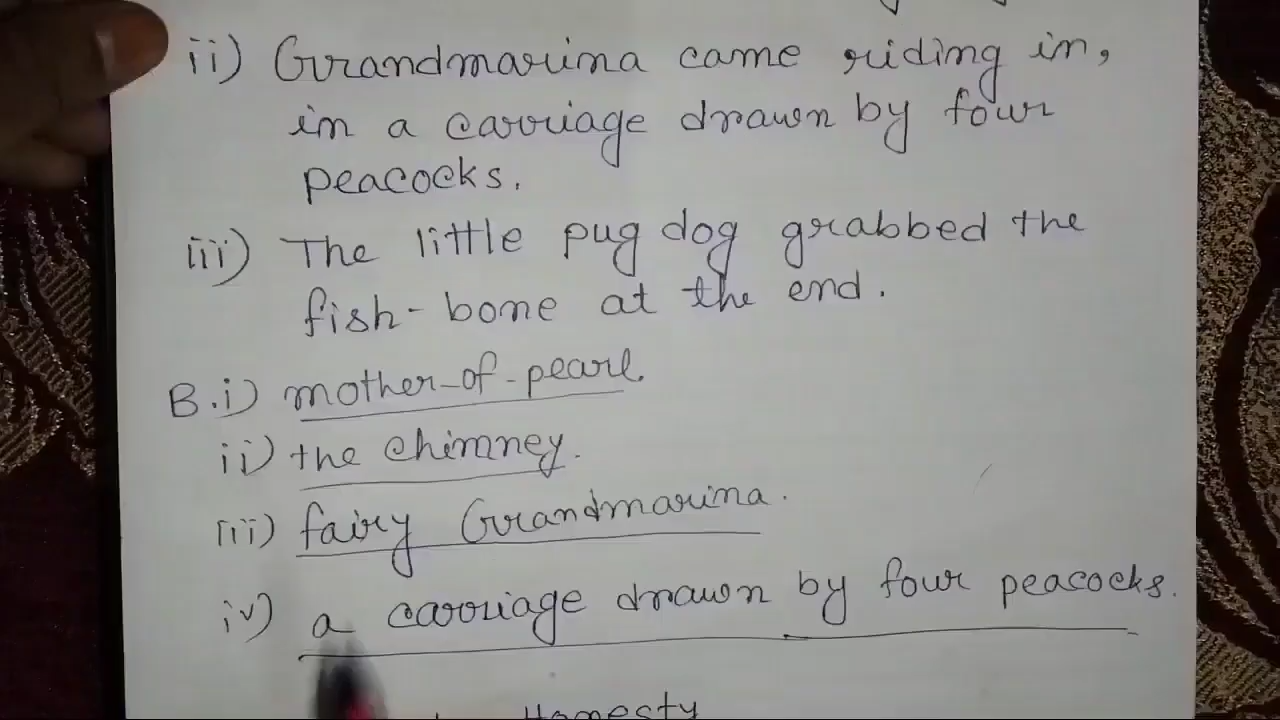 ii) Grandmarina came riding in,
in a carriage drawn by four
peacocks.
iii) The little pug dog grabbed the
fish-bone at the end.
B.i) mother-of-pearl.
ii) the chimney.
iii) fairy Grandmarina.
iv) a carriage drawn by four peacocks.
Honesty